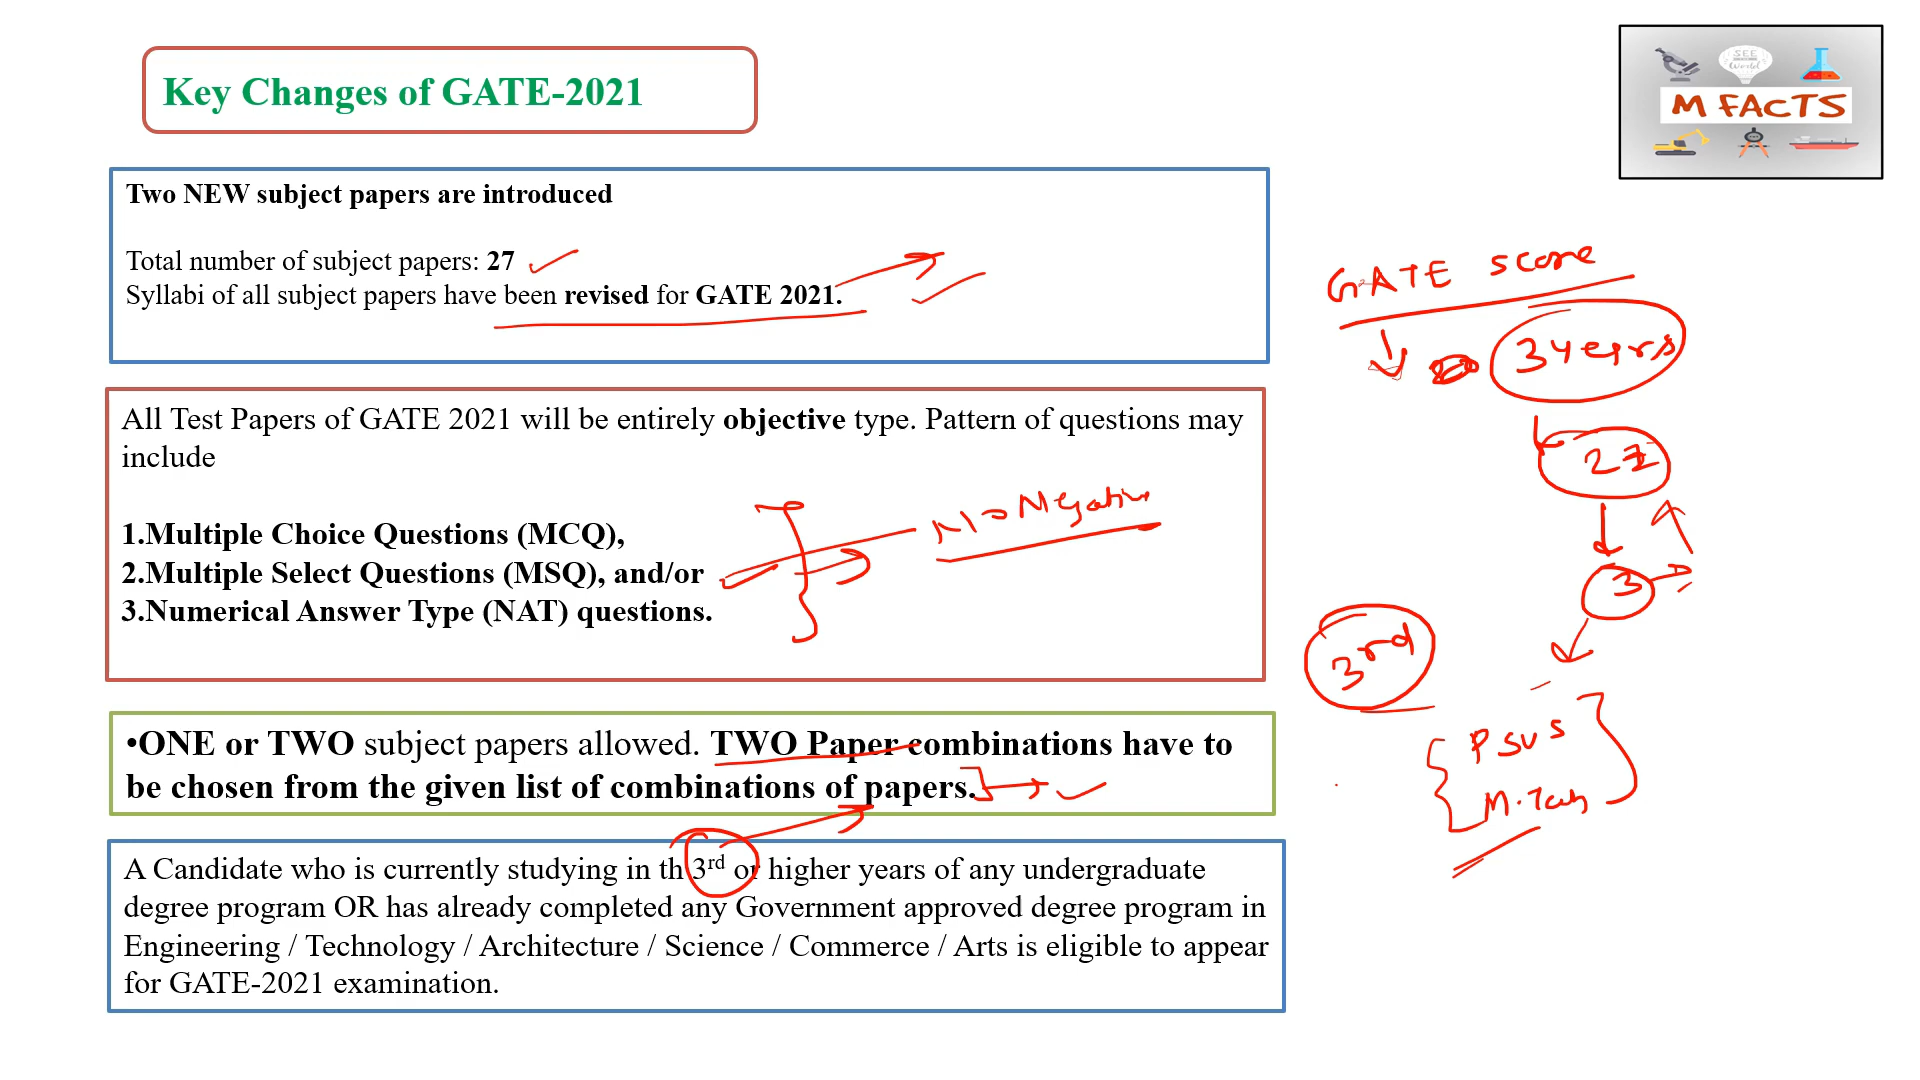 Key Changes of GATE-2021
SEE
World
M FACTS
Two NEW subject papers are introduced
Total number of subject papers: 27
Syllabi of all subject papers have been revised for GATE 2021.
GATE score
3 years
All Test Papers of GATE 2021 will be entirely objective type. Pattern of questions may
include
1.Multiple Choice Questions (MCQ),
2.Multiple Select Questions (MSQ), and/or
3.Numerical Answer Type (NAT) questions.
No Negative
3
3rd
•ONE or TWO subject papers allowed. TWO Paper combinations have to
be chosen from the given list of combinations of papers.
PSUS
M.Tech
A Candidate who is currently studying in th 3rd or higher years of any undergraduate
degree program OR has already completed any Government approved degree program in
Engineering / Technology / Architecture / Science / Commerce / Arts is eligible to appear
for GATE-2021 examination.